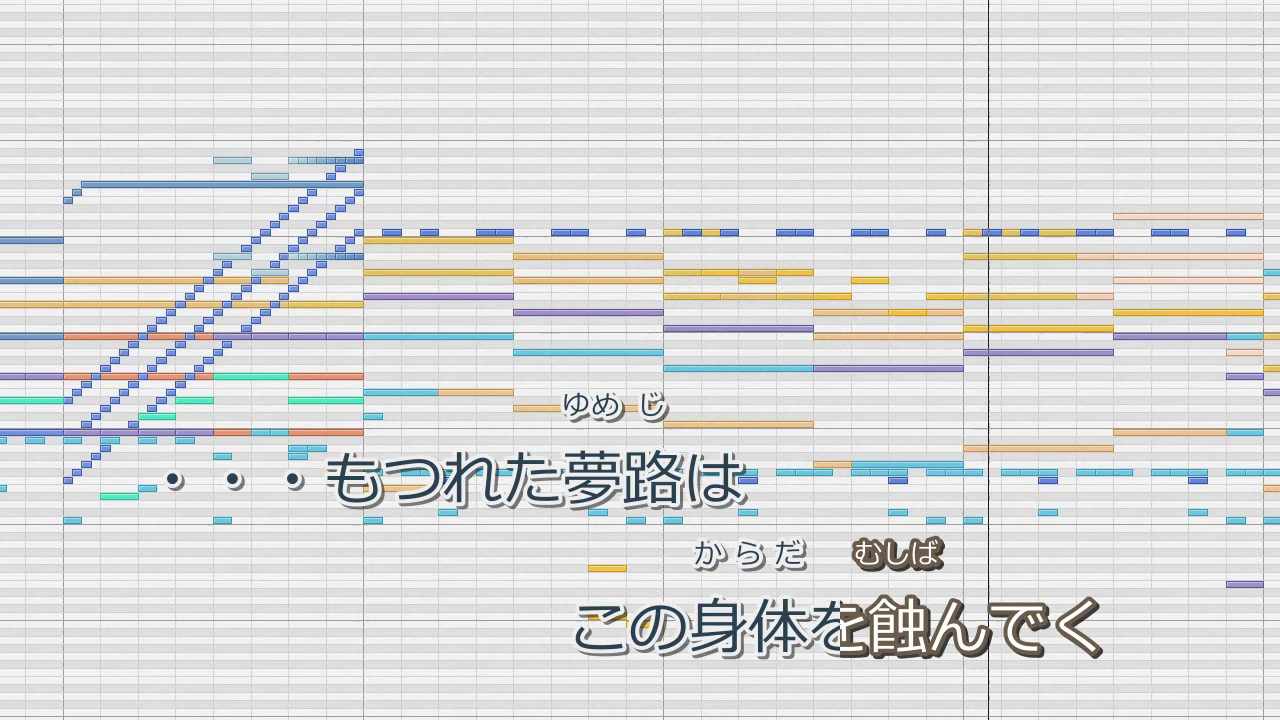 ゆめ じ
・ ・ ・ もつれた夢路は
からだ むしば
この身体を蝕んでく